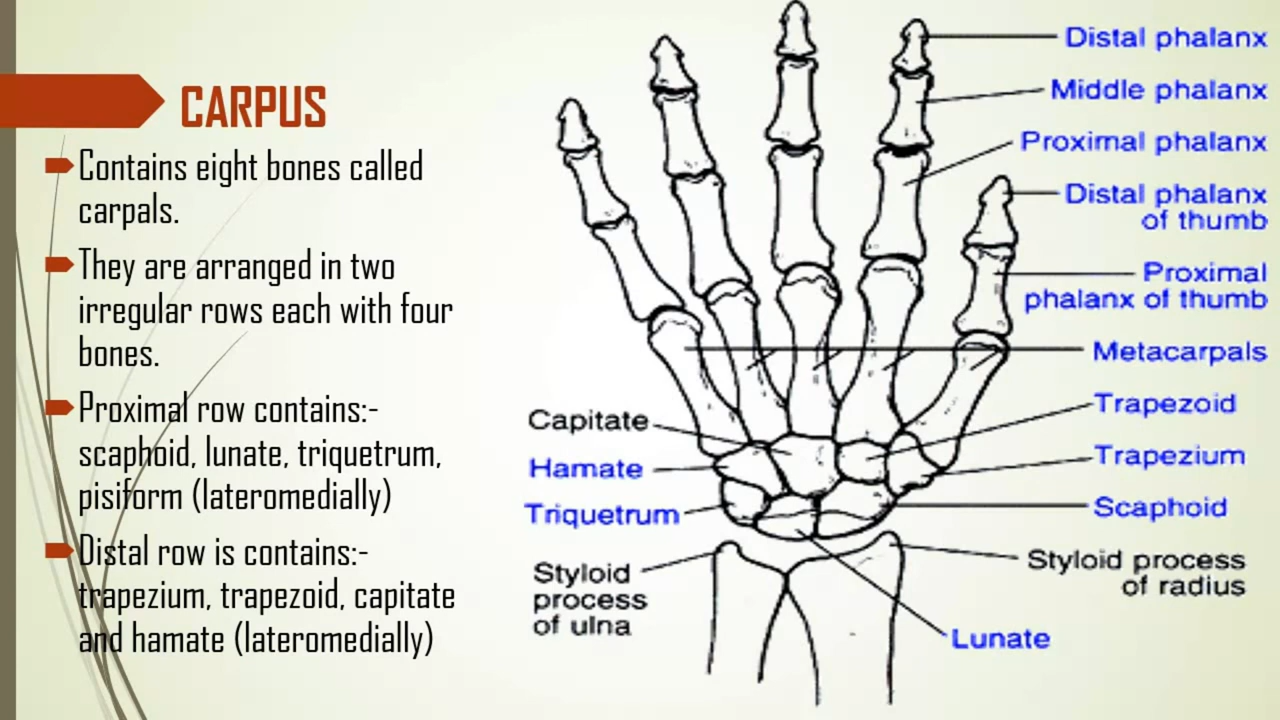 CARPUS
Contains eight bones called
carpals.
They are arranged in two
irregular rows each with four
bones.
Proximal row contains:-
scaphoid, lunate, triquetrum,
pisiform (lateromedially)
Distal row is contains:-
trapezium, trapezoid, capitate
and hamate (lateromedially)
Distal phalanx
Middle phalanx
Proximal phalanx
Distal phalanx
of thumb
Proximal
phalanx of thumb
Metacarpals
Trapezoid
Trapezium
Scaphoid
Styloid process
of radius
Lunate
Capitate
Hamate
Triquetrum
Styloid
process
of ulna